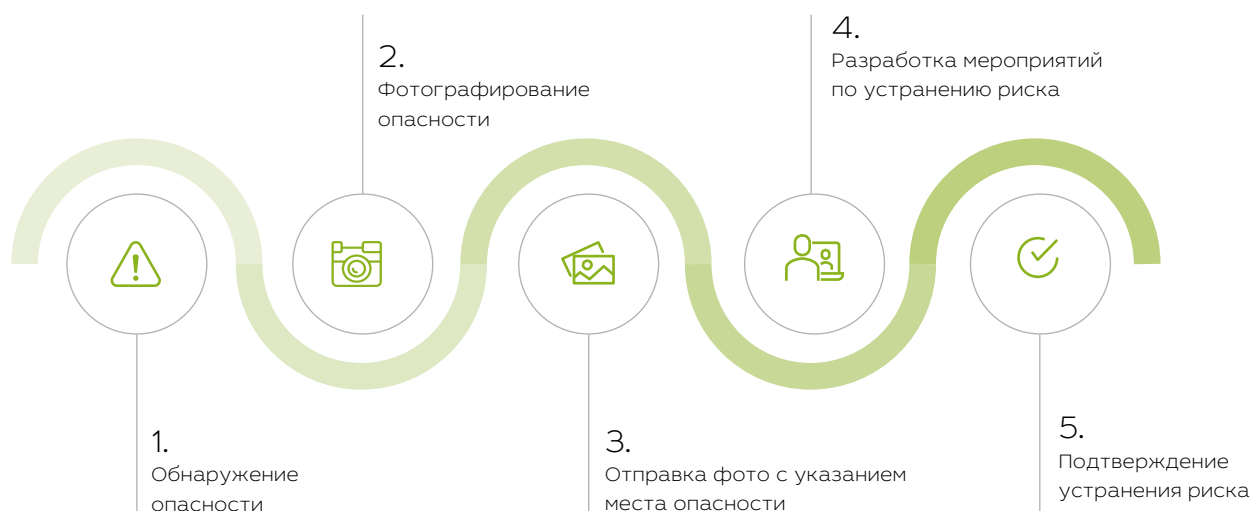 1.
Обнаружение
опасности
2.
Фотографирование
опасности
3.
Отправка фото с указанием
места опасности
4.
Разработка мероприятий
по устранению риска
5.
Подтверждение
устранения риска